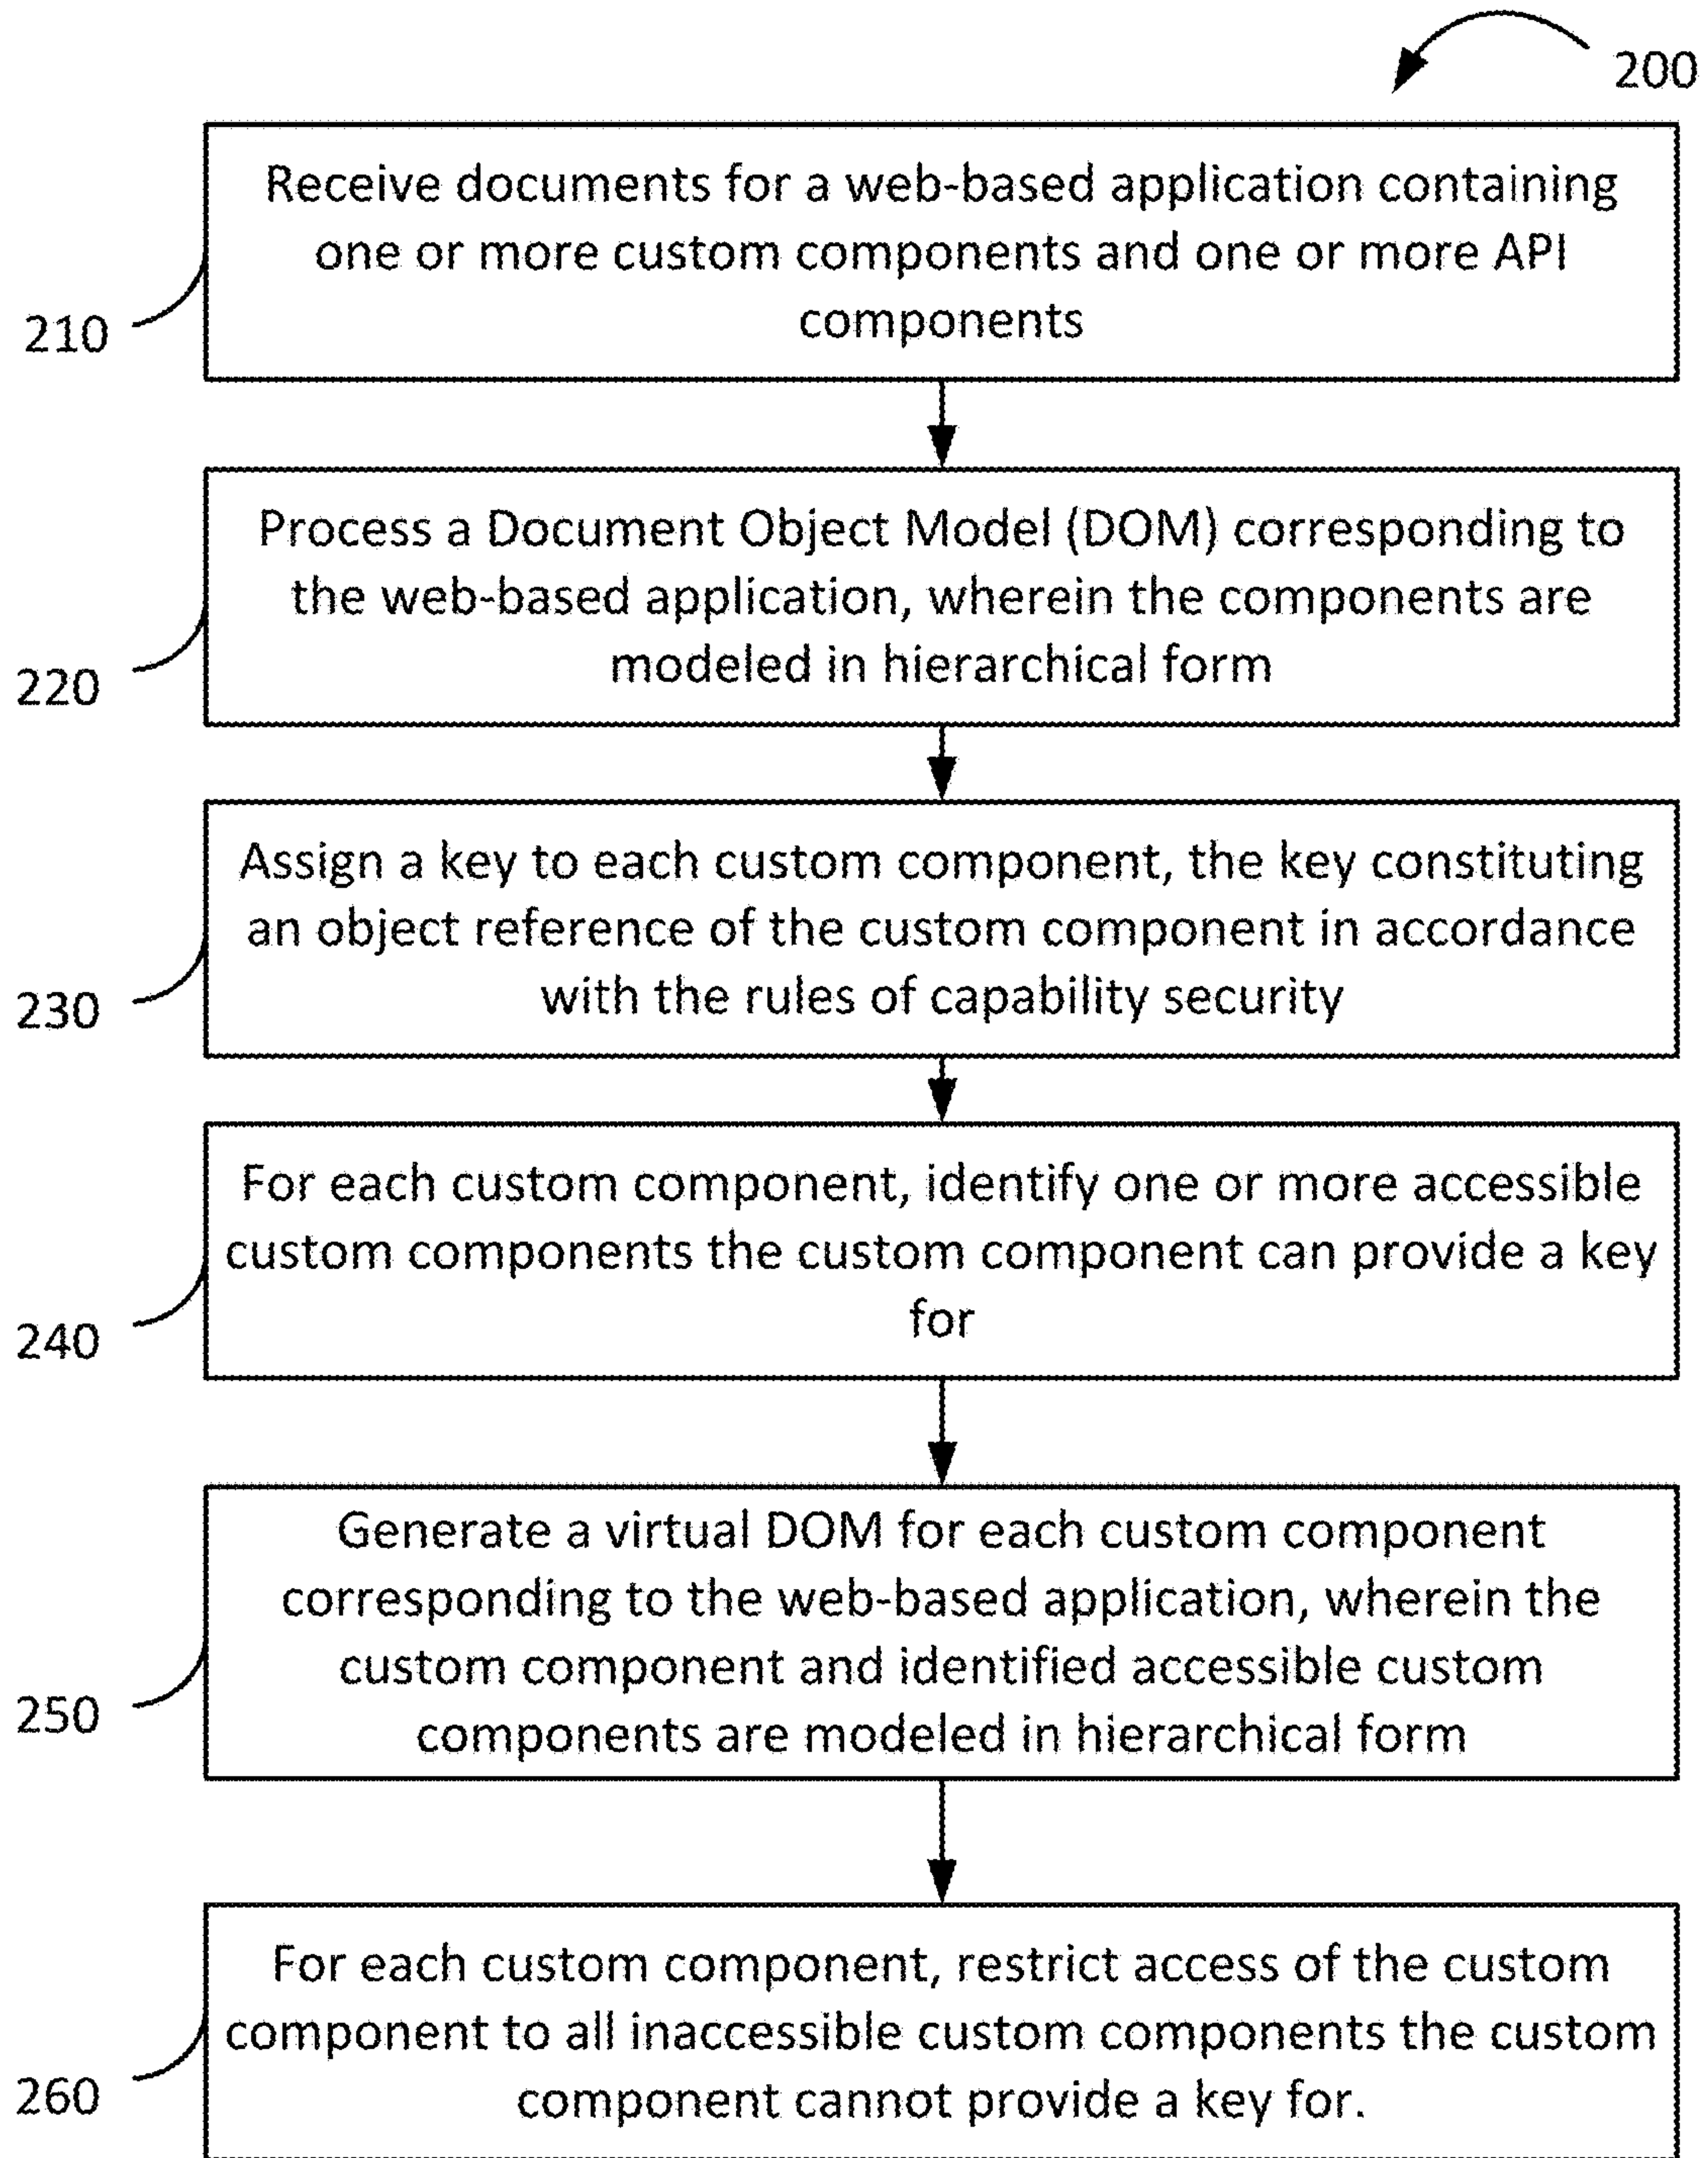 200
Receive documents for a web-based application containing
one or more custom components and one or more API
components
210
Process a Document Object Model (DOM) corresponding to
the web-based application, wherein the components are
modeled in hierarchical form
220
Assign a key to each custom component, the key constituting
an object reference of the custom component in accordance
with the rules of capability security
230
For each custom component, identify one or more accessible
custom components the custom component can provide a key
for
240
Generate a virtual DOM for each custom component
corresponding to the web-based application, wherein the
custom component and identified accessible custom
components are modeled in hierarchical form
250
For each custom component, restrict access of the custom
component to all inaccessible custom components the custom
component cannot provide a key for.
260